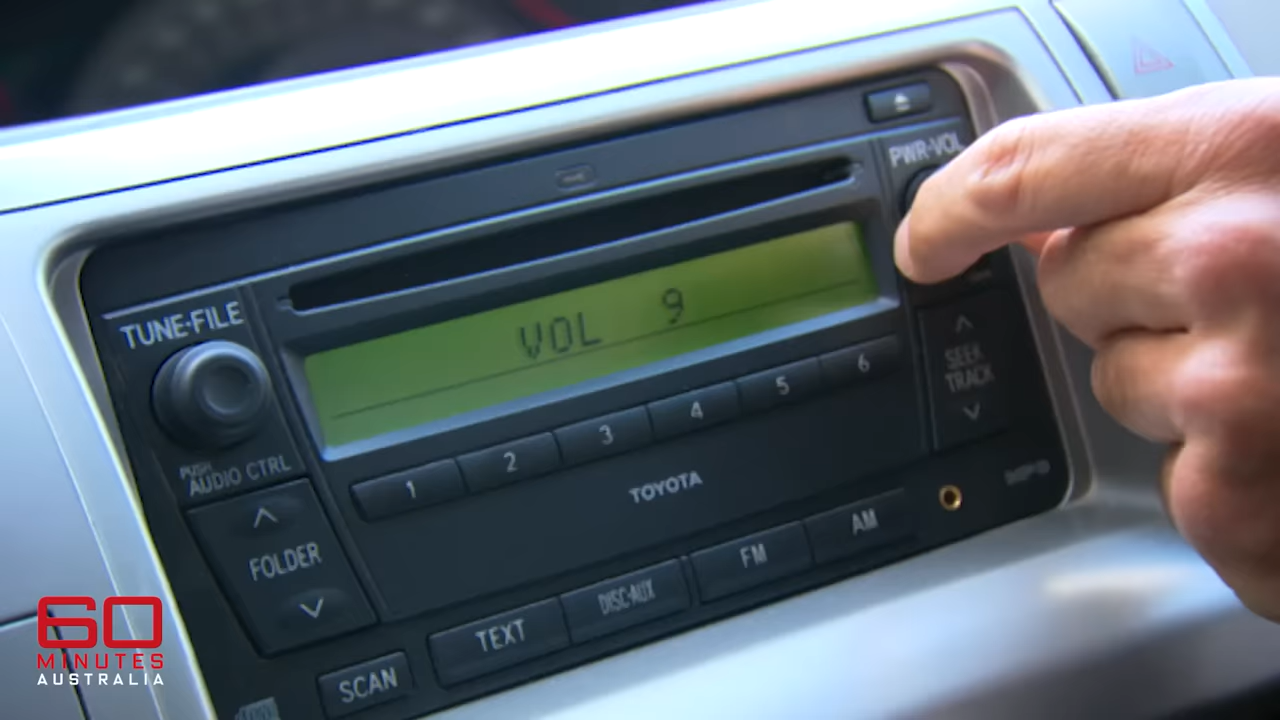 PWR·VOL
TUNE·FILE
VOL 9
1 2 3 4 5 6
SEEK
TRACK
PUSH
AUDIO CTRL
TOYOTA
FOLDER
AM
FM
DISC·AUX
TEXT
SCAN
60
MINUTES
AUSTRALIA